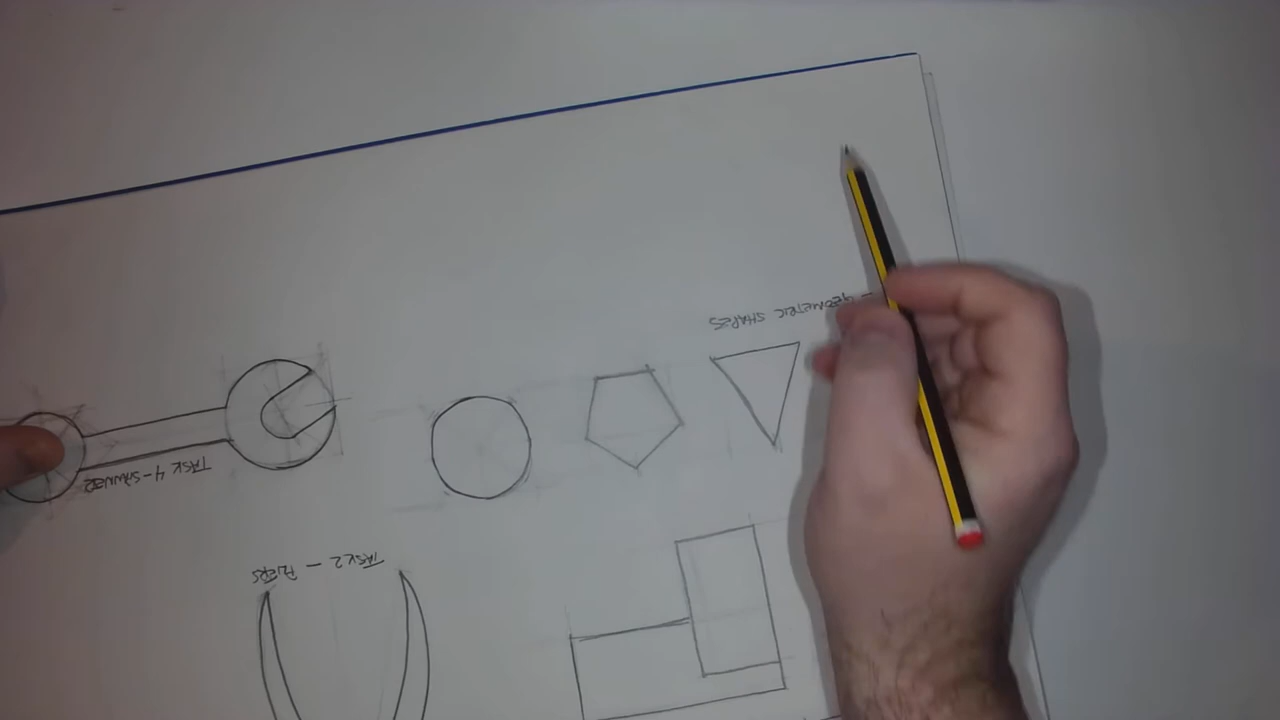 - GEOMETRIC SHAPES
TASK 4 - SPANNER
TASK 2 - PLIERS